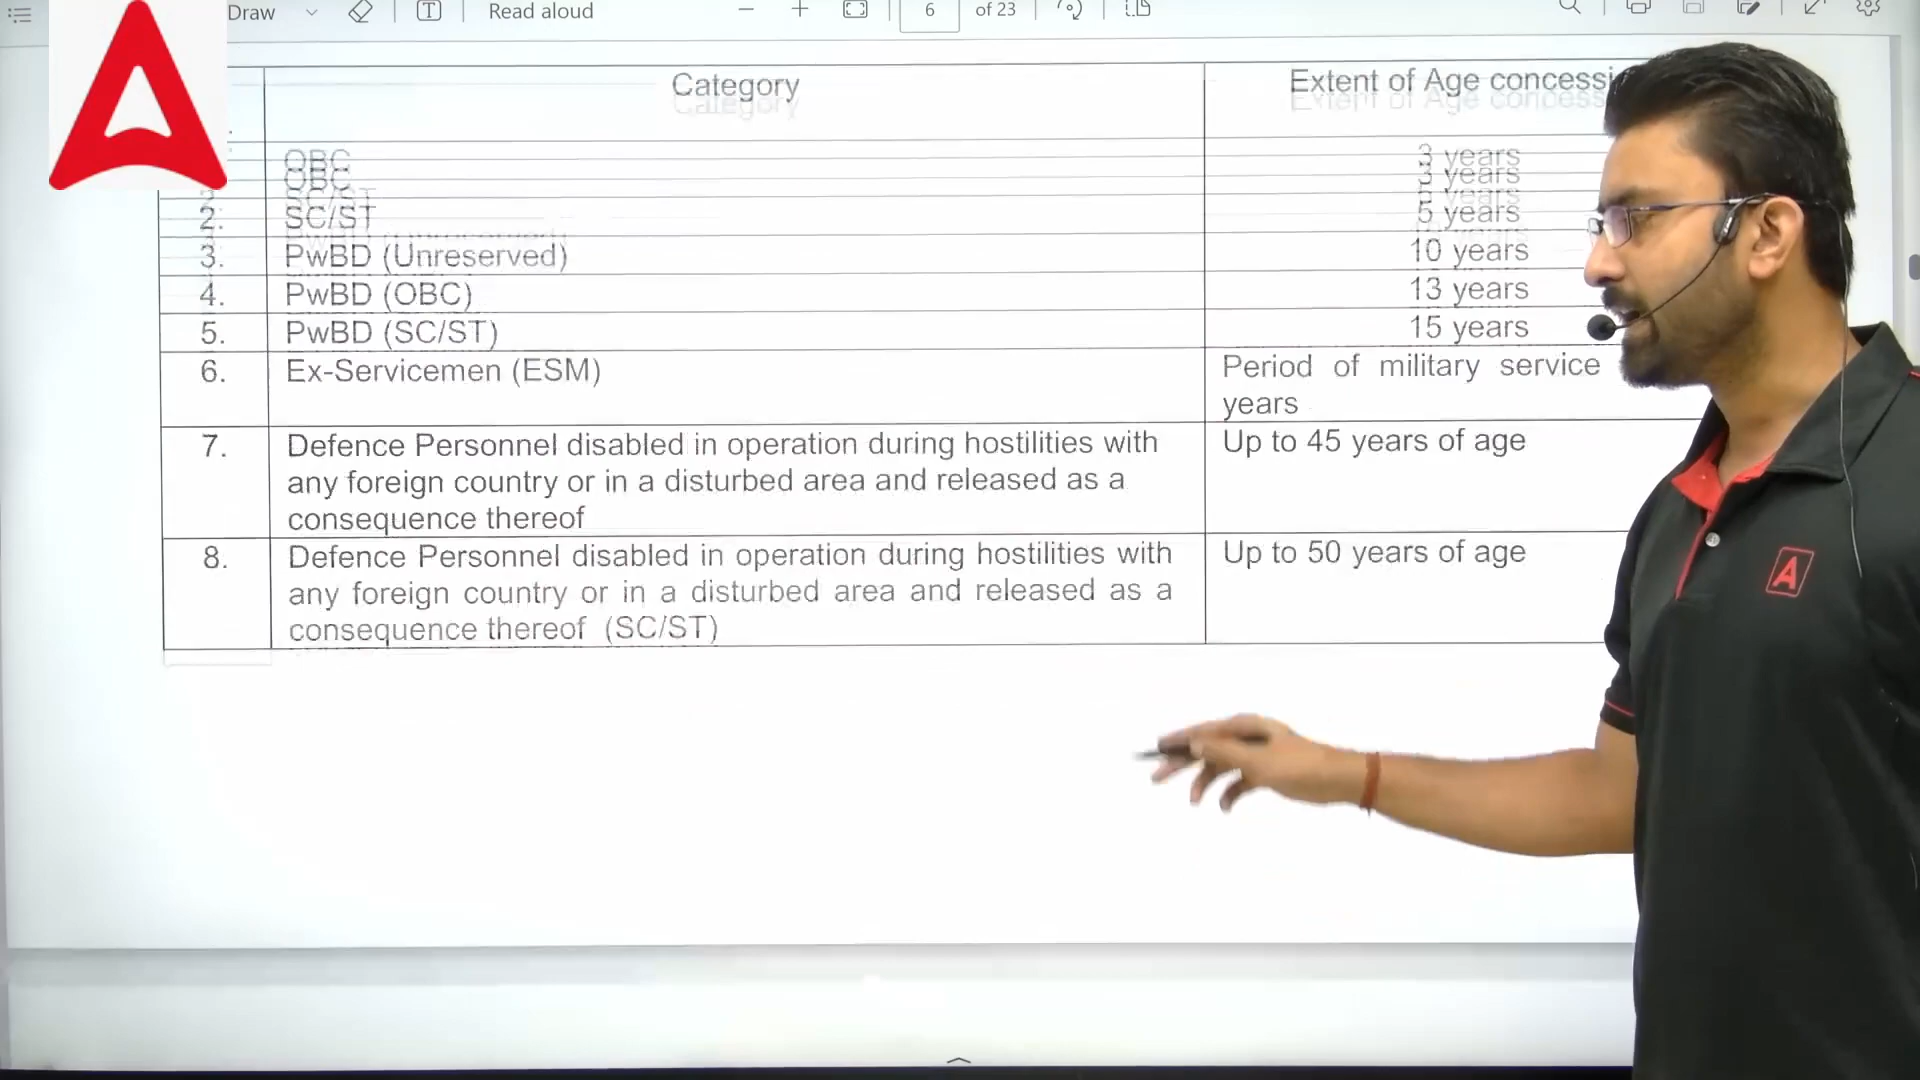 Draw
Read aloud
6 of 23
Category
Extent of Age concessi
OBC
3 years
2. SC/ST
5 years
3. PwBD (Unreserved)
10 years
4. PwBD (OBC)
13 years
5. PwBD (SC/ST)
15 years
6. Ex-Servicemen (ESM)
Period of military service
years
7. Defence Personnel disabled in operation during hostilities with
any foreign country or in a disturbed area and released as a
consequence thereof
Up to 45 years of age
8. Defence Personnel disabled in operation during hostilities with
any foreign country or in a disturbed area and released as a
consequence thereof (SC/ST)
Up to 50 years of age
A